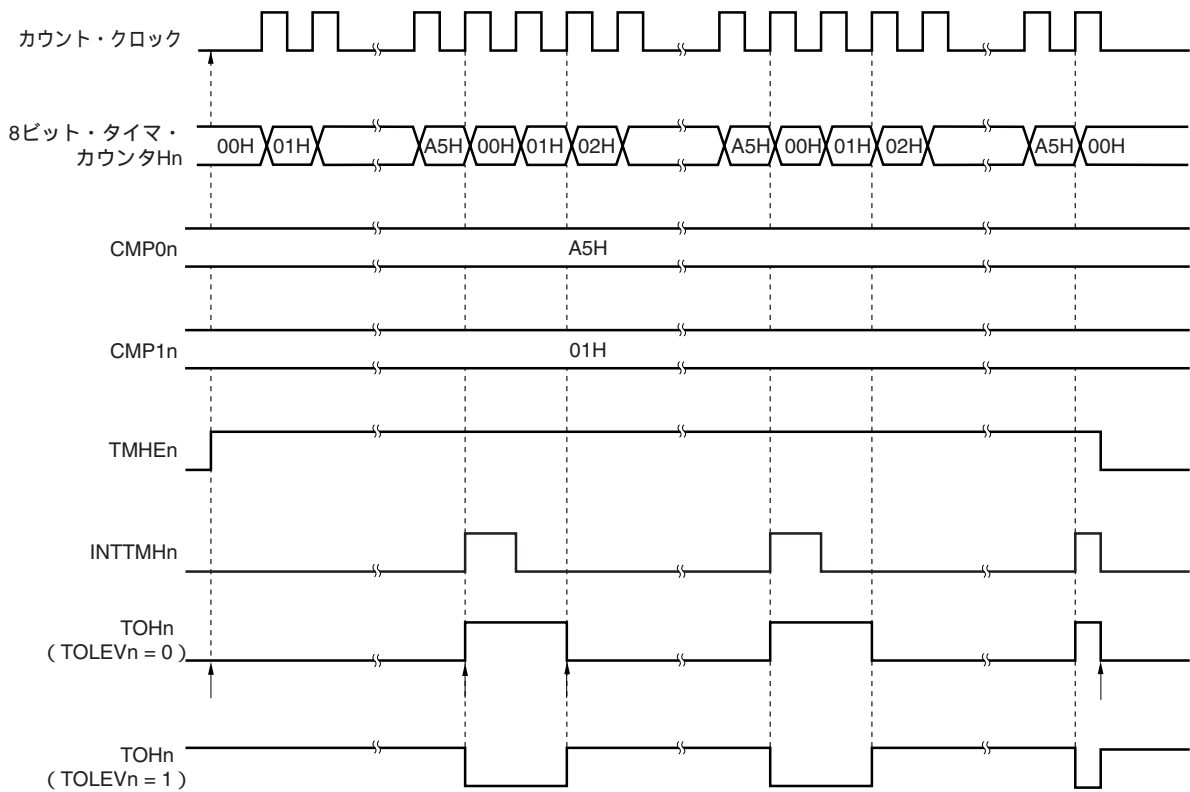 カウント・クロック
8ビット・タイマ・
カウンタHn
00H 01H A5H 00H 01H 02H A5H 00H 01H 02H A5H 00H
CMP0n
A5H
CMP1n
01H
TMHEn
INTTMHn
TOHn
( TOLEVn = 0 )
TOHn
( TOLEVn = 1 )